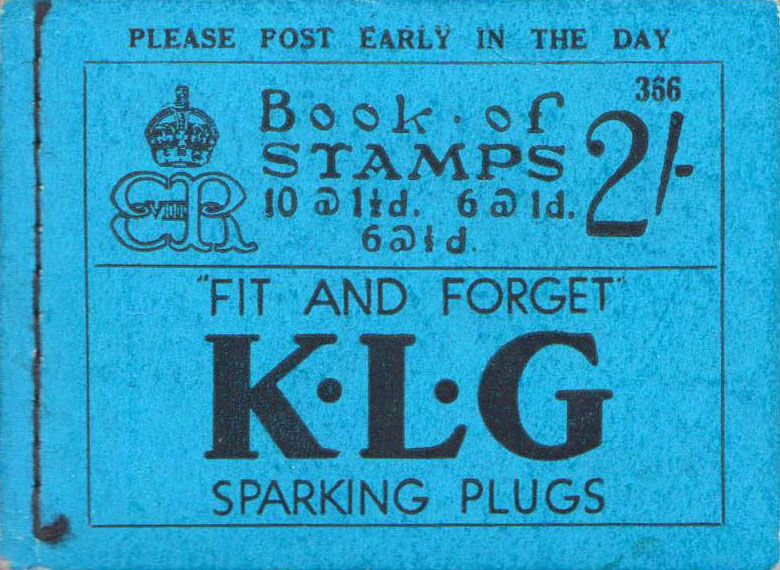 PLEASE POST EARLY IN THE DAY
366
Book·of
STAMPS
2/-
EVIIIR
10 @ 1½d. 6 @ 1d.
6 @ ½d.
"FIT AND FORGET"
K·L·G
SPARKING PLUGS